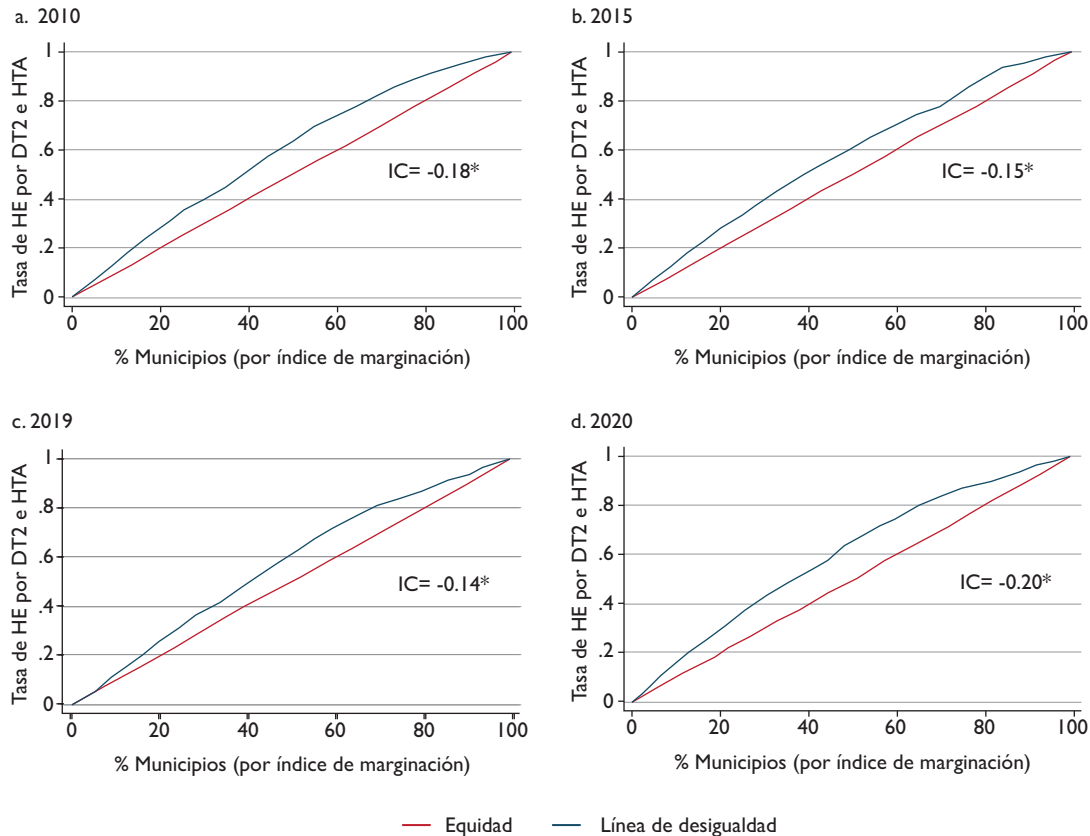 a. 2010
Tasa de HE por DT2 e HTA
1
.8
.6
.4
.2
0
IC= -0.18*
0 20 40 60 80 100
% Municipios (por índice de marginación)
b. 2015
Tasa de HE por DT2 e HTA
1
.8
.6
.4
.2
0
IC= -0.15*
0 20 40 60 80 100
% Municipios (por índice de marginación)
c. 2019
Tasa de HE por DT2 e HTA
1
.8
.6
.4
.2
0
IC= -0.14*
0 20 40 60 80 100
% Municipios (por índice de marginación)
d. 2020
Tasa de HE por DT2 e HTA
1
.8
.6
.4
.2
0
IC= -0.20*
0 20 40 60 80 100
% Municipios (por índice de marginación)
Equidad Línea de desigualdad